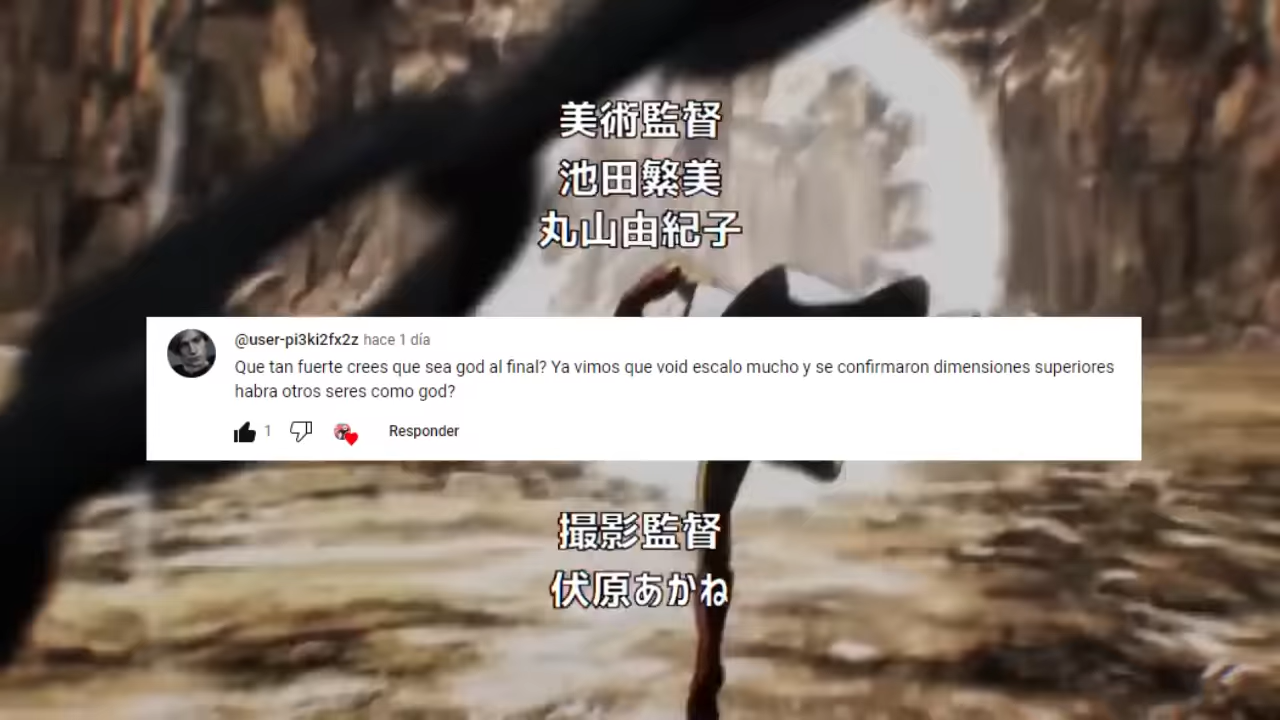 美術監督
池田繁美
丸山由紀子
@user-pi3ki2fx2z hace 1 día
Que tan fuerte crees que sea god al final? Ya vimos que void escalo mucho y se confirmaron dimensiones superiores
habra otros seres como god?
1
Responder
撮影監督
伏原あかね